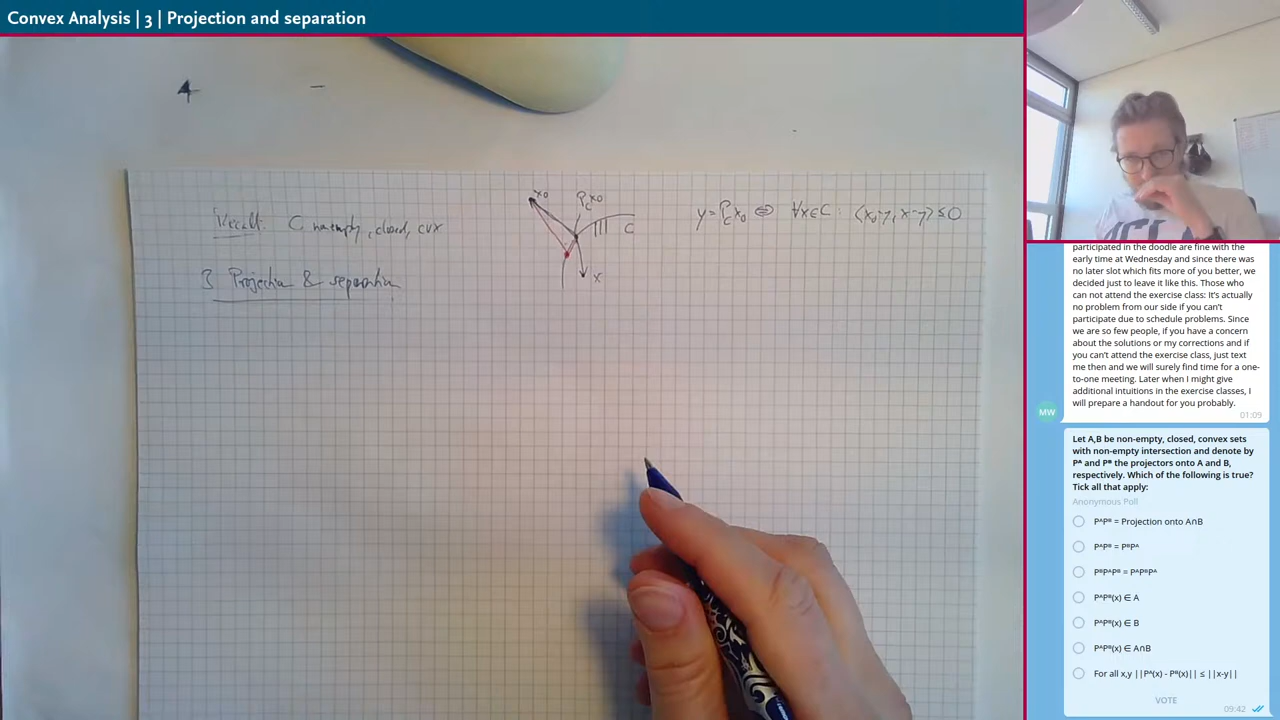 Convex Analysis | 3 | Projection and separation
4 –
Recall: C nonempty, closed, cvx
x₀
P_C x₀
C
x
y = P_C x₀ ⇔ ∀x∈C: ⟨x₀-y, x-y⟩ ≤ 0
3 Projection & separation
participated in the doodle are fine with the
early time at Wednesday and since there was
no later slot which fits more of you better, we
decided just to leave it like this. Those who
can not attend the exercise class: It's actually
no problem from our side if you can't
participate due to schedule problems. Since
we are so few people, if you have a concern
about the solutions or my corrections and if
you can't attend the exercise class, just text
me then and we will surely find time for a one-
to-one meeting. Later when I might give
additional intuitions in the exercise classes, I
will prepare a handout for you probably.
MW
01:09
Let A,B be non-empty, closed, convex sets
with non-empty intersection and denote by
Pᴬ and Pᴮ the projectors onto A and B,
respectively. Which of the following is true?
Tick all that apply:
Anonymous Poll
PᴬPᴮ = Projection onto A∩B
PᴬPᴮ = PᴮPᴬ
PᴮPᴬPᴮ = PᴬPᴮPᴬ
PᴬPᴮ(x) ∈ A
PᴬPᴮ(x) ∈ B
PᴬPᴮ(x) ∈ A∩B
For all x,y ||Pᴬ(x) - Pᴮ(x)|| ≤ ||x-y||
VOTE
09:42